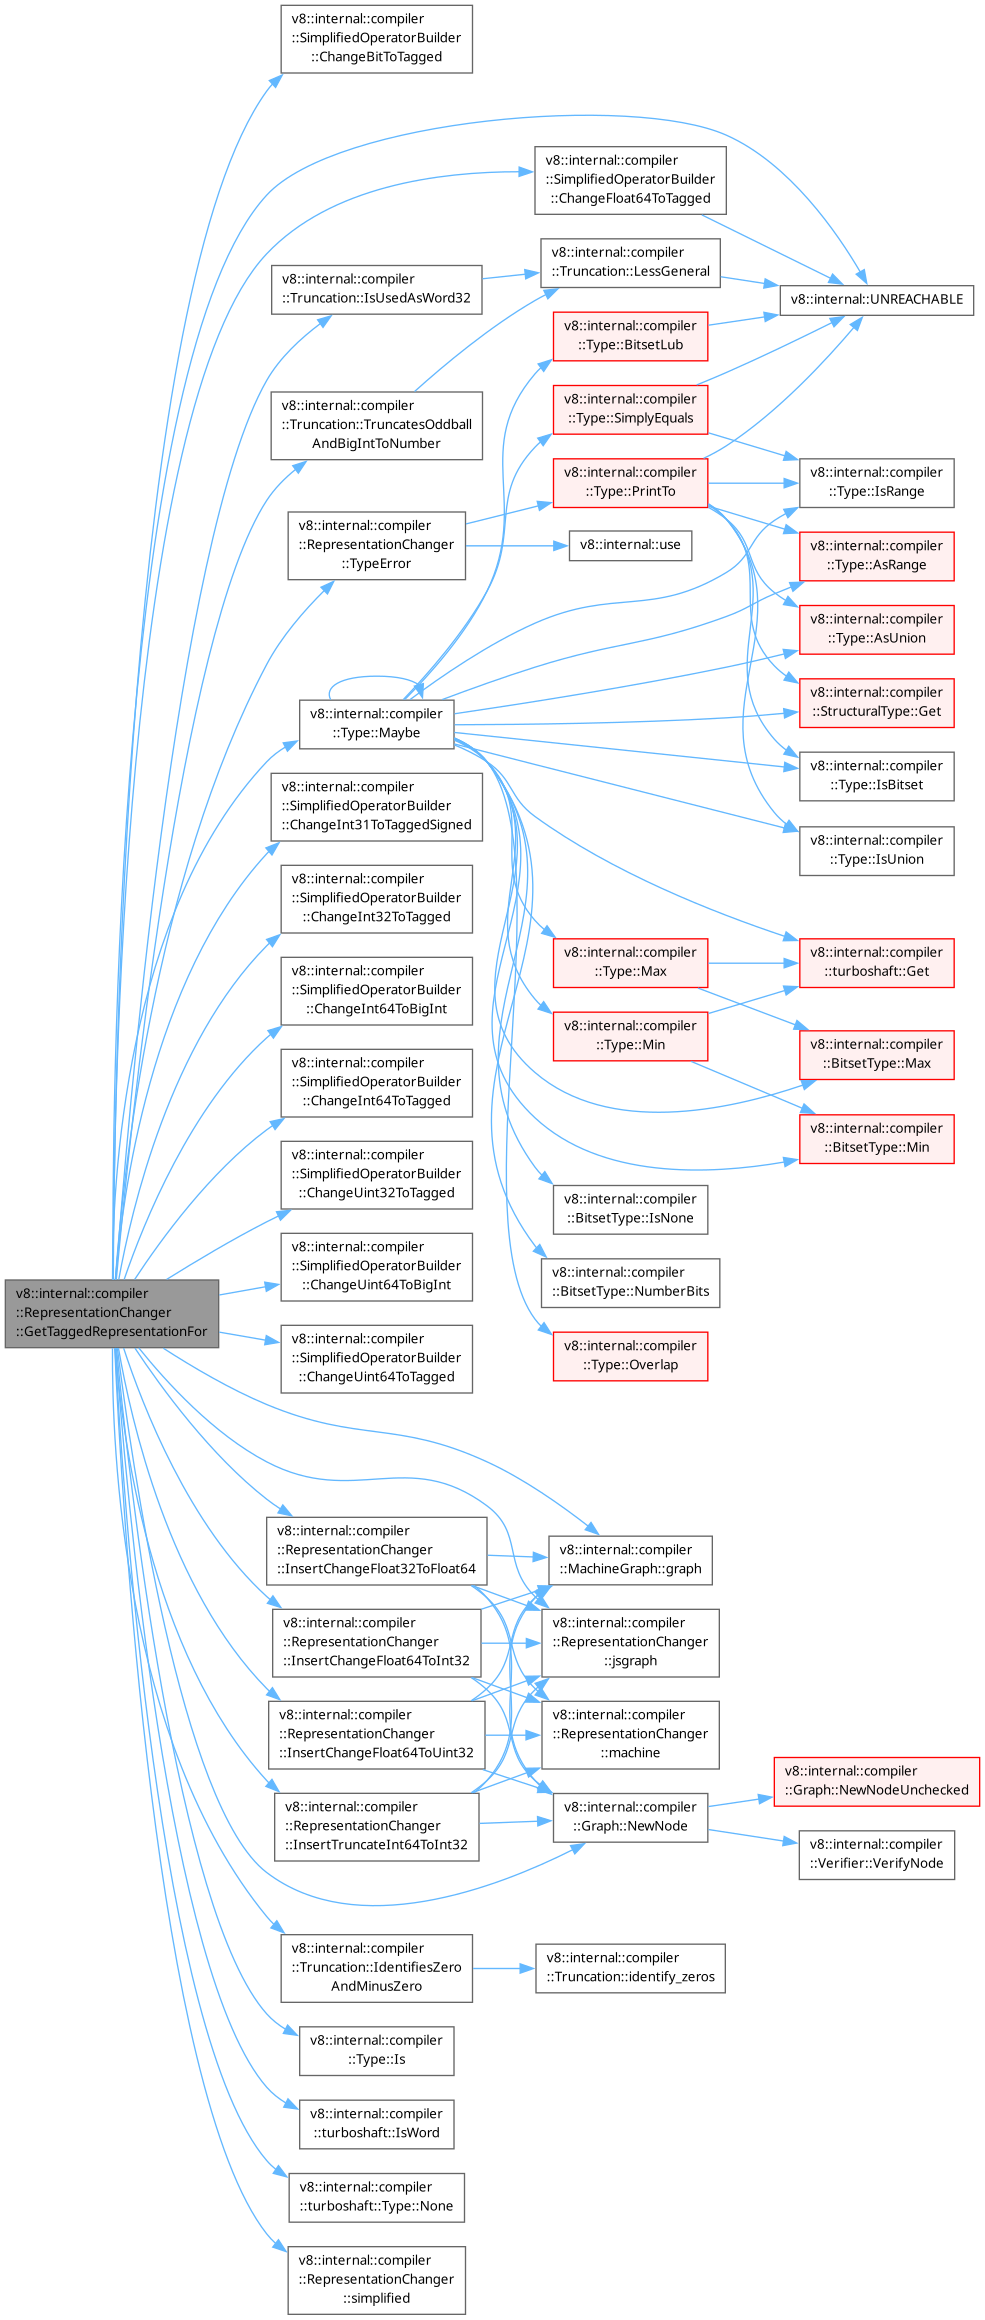 v8::internal::compiler
::SimplifiedOperatorBuilder
::ChangeBitToTagged
v8::internal::compiler
::SimplifiedOperatorBuilder
::ChangeFloat64ToTagged
v8::internal::compiler
::Truncation::LessGeneral
v8::internal::compiler
::Truncation::IsUsedAsWord32
v8::internal::UNREACHABLE
v8::internal::compiler
::Type::BitsetLub
v8::internal::compiler
::Truncation::TruncatesOddball
AndBigIntToNumber
v8::internal::compiler
::Type::SimplyEquals
v8::internal::compiler
::Type::PrintTo
v8::internal::compiler
::Type::IsRange
v8::internal::compiler
::RepresentationChanger
::TypeError
v8::internal::use
v8::internal::compiler
::Type::AsRange
v8::internal::compiler
::Type::AsUnion
v8::internal::compiler
::StructuralType::Get
v8::internal::compiler
::Type::Maybe
v8::internal::compiler
::Type::IsBitset
v8::internal::compiler
::SimplifiedOperatorBuilder
::ChangeInt31ToTaggedSigned
v8::internal::compiler
::Type::IsUnion
v8::internal::compiler
::SimplifiedOperatorBuilder
::ChangeInt32ToTagged
v8::internal::compiler
::Type::Max
v8::internal::compiler
::turboshaft::Get
v8::internal::compiler
::SimplifiedOperatorBuilder
::ChangeInt64ToBigInt
v8::internal::compiler
::Type::Min
v8::internal::compiler
::BitsetType::Max
v8::internal::compiler
::SimplifiedOperatorBuilder
::ChangeInt64ToTagged
v8::internal::compiler
::BitsetType::Min
v8::internal::compiler
::SimplifiedOperatorBuilder
::ChangeUint32ToTagged
v8::internal::compiler
::BitsetType::IsNone
v8::internal::compiler
::SimplifiedOperatorBuilder
::ChangeUint64ToBigInt
v8::internal::compiler
::BitsetType::NumberBits
v8::internal::compiler
::RepresentationChanger
::GetTaggedRepresentationFor
v8::internal::compiler
::SimplifiedOperatorBuilder
::ChangeUint64ToTagged
v8::internal::compiler
::Type::Overlap
v8::internal::compiler
::RepresentationChanger
::InsertChangeFloat32ToFloat64
v8::internal::compiler
::MachineGraph::graph
v8::internal::compiler
::RepresentationChanger
::InsertChangeFloat64ToInt32
v8::internal::compiler
::RepresentationChanger
::jsgraph
v8::internal::compiler
::RepresentationChanger
::InsertChangeFloat64ToUint32
v8::internal::compiler
::RepresentationChanger
::machine
v8::internal::compiler
::Graph::NewNodeUnchecked
v8::internal::compiler
::RepresentationChanger
::InsertTruncateInt64ToInt32
v8::internal::compiler
::Graph::NewNode
v8::internal::compiler
::Verifier::VerifyNode
v8::internal::compiler
::Truncation::IdentifiesZero
AndMinusZero
v8::internal::compiler
::Truncation::identify_zeros
v8::internal::compiler
::Type::Is
v8::internal::compiler
::turboshaft::IsWord
v8::internal::compiler
::turboshaft::Type::None
v8::internal::compiler
::RepresentationChanger
::simplified